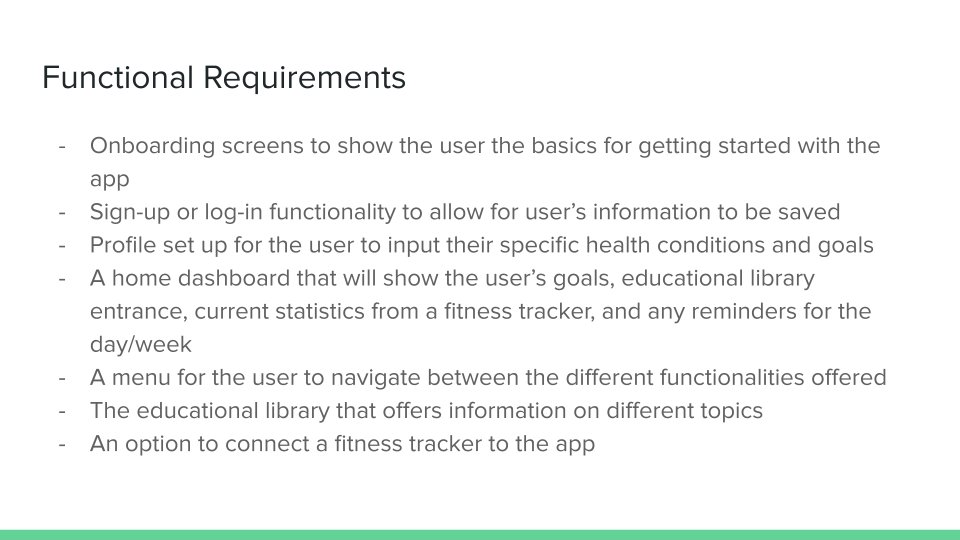 Functional Requirements
- Onboarding screens to show the user the basics for getting started with the
app
- Sign-up or log-in functionality to allow for user’s information to be saved
- Profile set up for the user to input their specific health conditions and goals
- A home dashboard that will show the user’s goals, educational library
entrance, current statistics from a fitness tracker, and any reminders for the
day/week
- A menu for the user to navigate between the different functionalities offered
- The educational library that offers information on different topics
- An option to connect a fitness tracker to the app